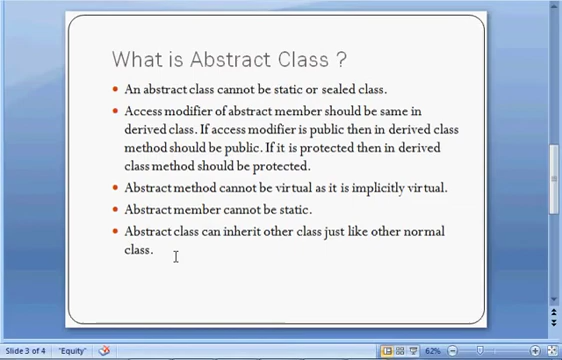 What is Abstract Class ?
An abstract class cannot be static or sealed class.
Access modifier of abstract member should be same in
derived class. If access modifier is public then in derived class
method should be public. If it is protected then in derived
class method should be protected.
Abstract method cannot be virtual as it is implicitly virtual.
Abstract member cannot be static.
Abstract class can inherit other class just like other normal
class.
Slide 3 of 4 "Equity" 62%